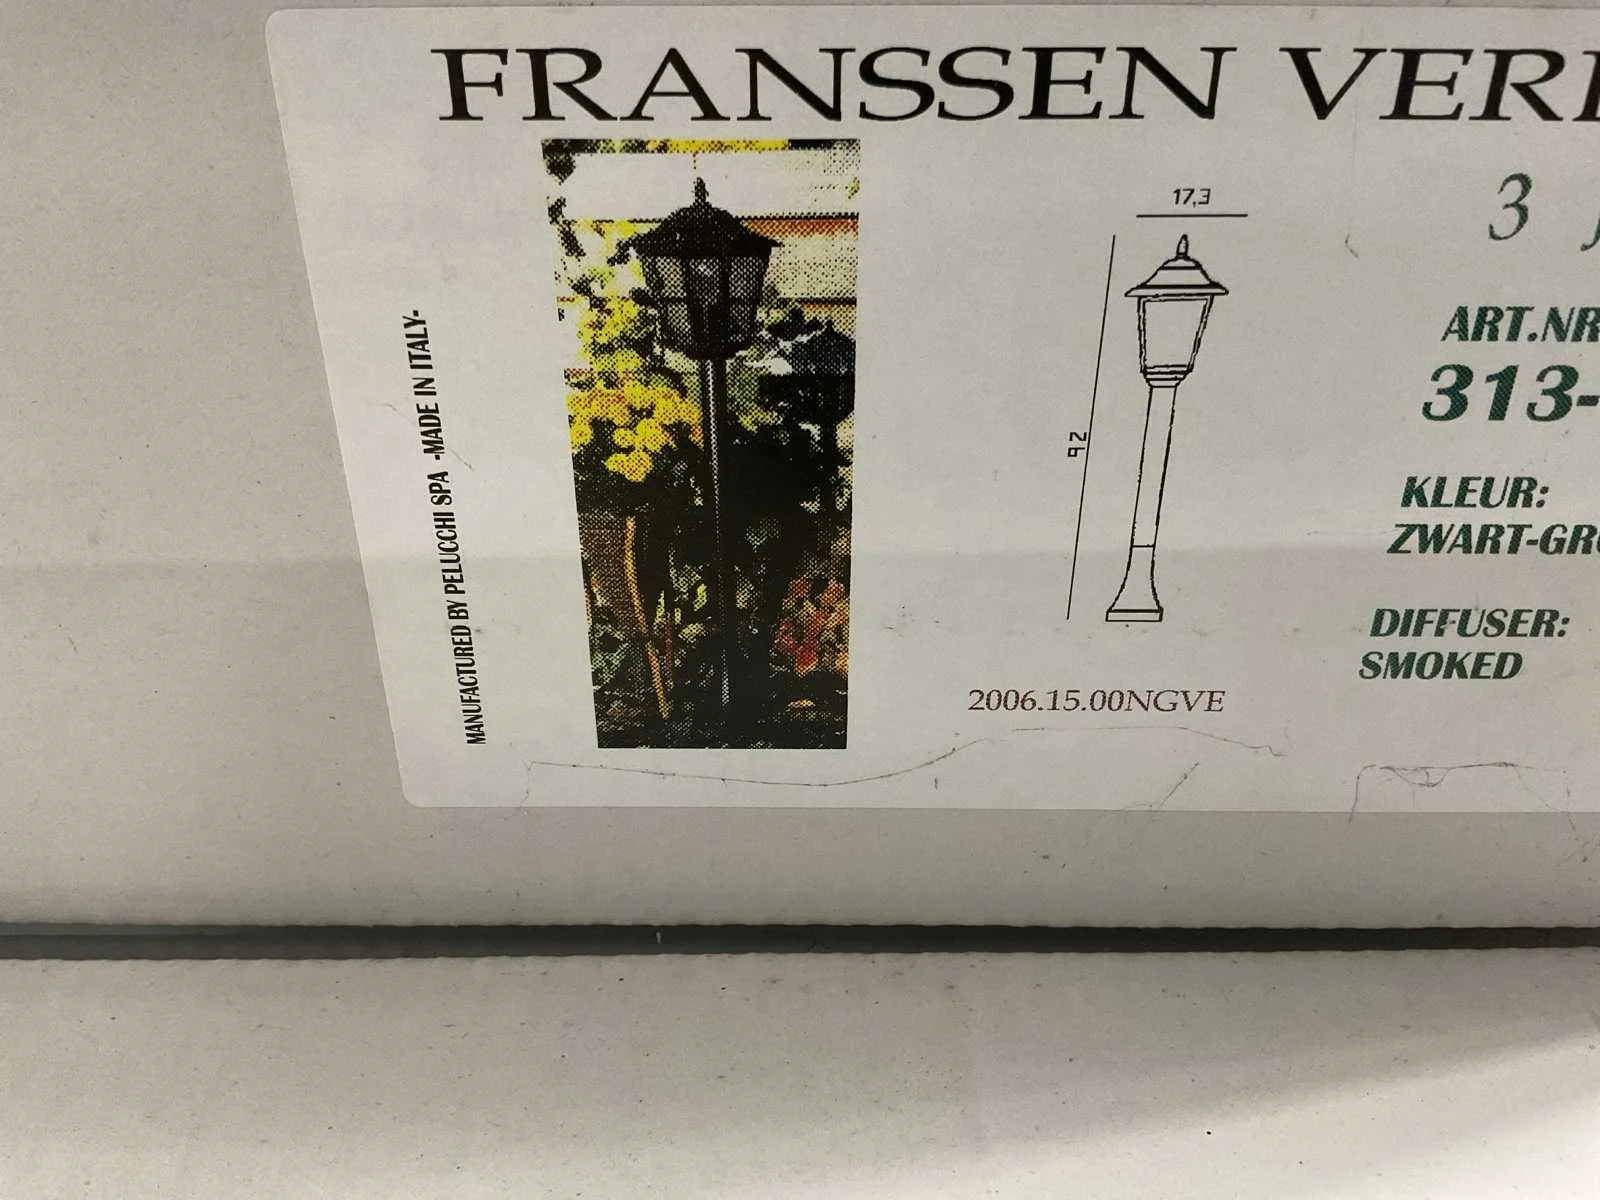 FRANSSEN VER
17,3
3
ART.NR
92
313-
KLEUR:
ZWART-GR
DIFFUSER:
SMOKED
2006.15.00NGVE
MANUFACTURED BY PELUCCHI SPA -MADE IN ITALY-